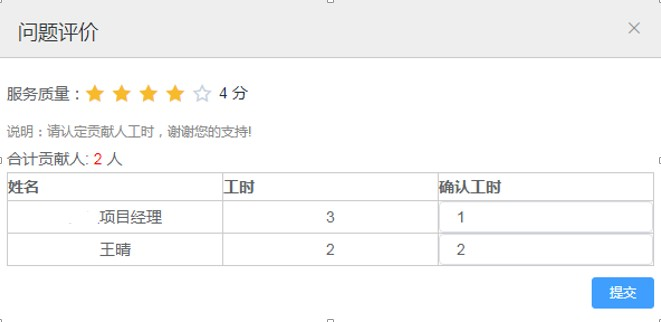 问题评价
服务质量：4 分
说明：请认定贡献人工时，谢谢您的支持!
合计贡献人: 2 人
姓名 工时 确认工时
项目经理 3 1
王晴 2 2
提交